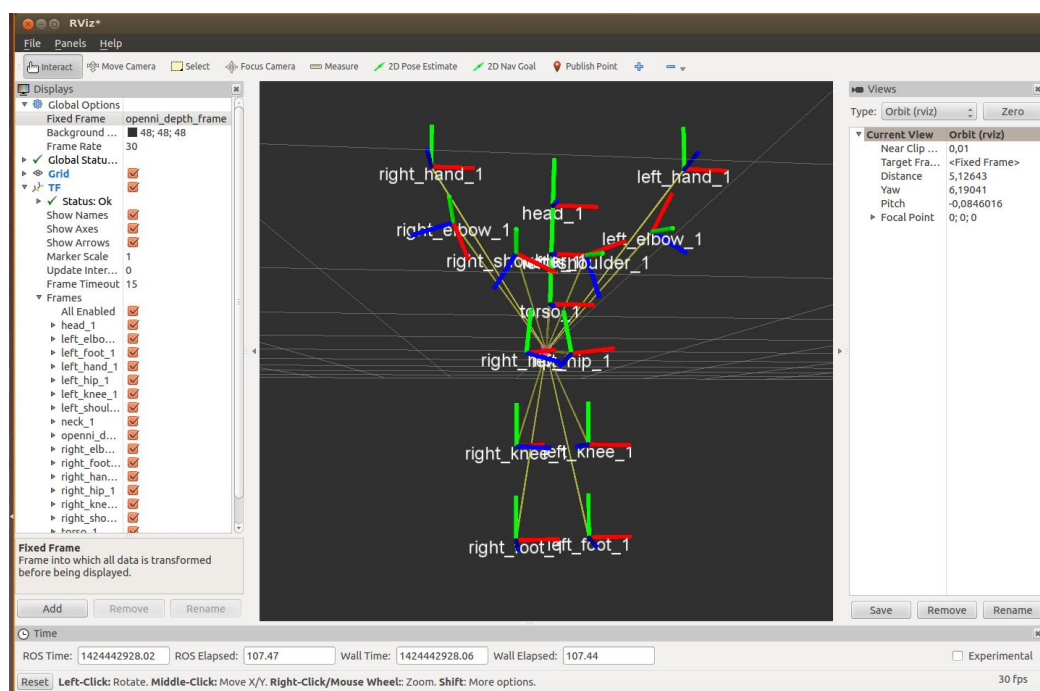 RViz*
File Panels Help
Interact Move Camera Select Focus Camera Measure 2D Pose Estimate 2D Nav Goal Publish Point
Displays
Global Options
Fixed Frame openni_depth_frame
Background ... 48; 48; 48
Frame Rate 30
Global Statu...
Grid
TF
Status: Ok
Show Names
Show Axes
Show Arrows
Marker Scale 1
Update Inter... 0
Frame Timeout 15
Frames
All Enabled
head_1
left_elbo...
left_foot_1
left_hand_1
left_hip_1
left_knee_1
left_shoul...
neck_1
openni_d...
right_elb...
right_foot...
right_han...
right_hip_1
right_kne...
right_sho...
torso_1
Fixed Frame
Frame into which all data is transformed
before being displayed.
Add Remove Rename
right_hand_1 left_hand_1
head_1
right_elbow_1 left_elbow_1
right_shoulder_1
torso_1
right_hip_1
right_knee_1 left_knee_1
right_foot_1 left_foot_1
Views
Type: Orbit (rviz) Zero
Current View Orbit (rviz)
Near Clip ... 0,01
Target Fra... <Fixed Frame>
Distance 5,12643
Yaw 6,19041
Pitch -0,0846016
Focal Point 0; 0; 0
Save Remove Rename
Time
ROS Time: 1424442928.02 ROS Elapsed: 107.47 Wall Time: 1424442928.06 Wall Elapsed: 107.44 Experimental
Reset Left-Click: Rotate. Middle-Click: Move X/Y. Right-Click/Mouse Wheel:: Zoom. Shift: More options. 30 fps